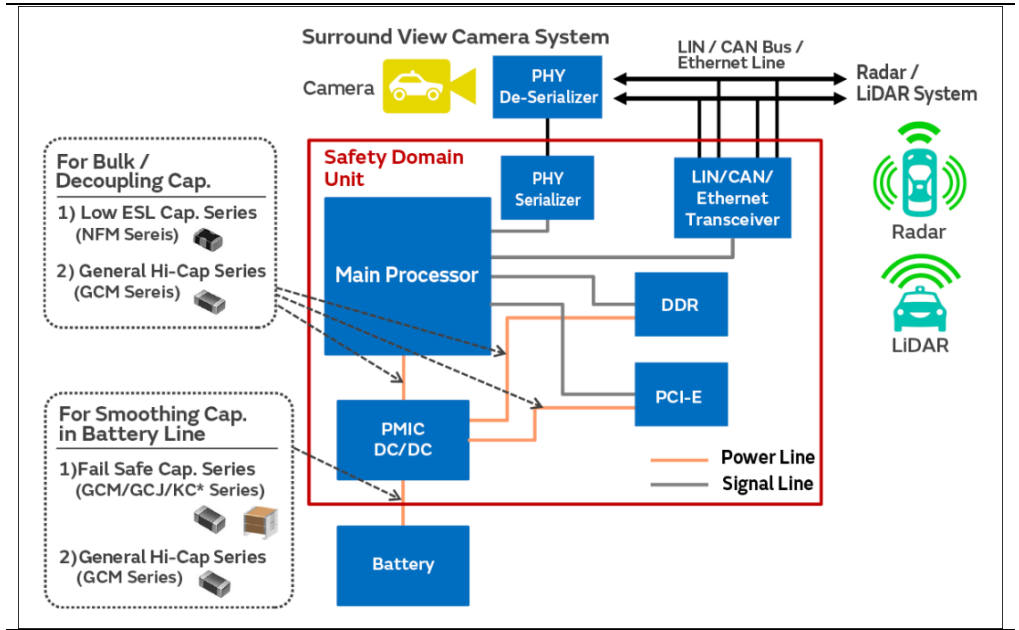 Surround View Camera System
Camera
PHY
De-Serializer
LIN / CAN Bus /
Ethernet Line
Radar /
LiDAR System
For Bulk /
Decoupling Cap.
1) Low ESL Cap. Series
(NFM Sereis)
2) General Hi-Cap Series
(GCM Sereis)
Safety Domain
Unit
PHY
Serializer
LIN/CAN/
Ethernet
Transceiver
Radar
Main Processor
DDR
LiDAR
PCI-E
For Smoothing Cap.
in Battery Line
1)Fail Safe Cap. Series
(GCM/GCJ/KC* Series)
2)General Hi-Cap Series
(GCM Series)
PMIC
DC/DC
Power Line
Signal Line
Battery